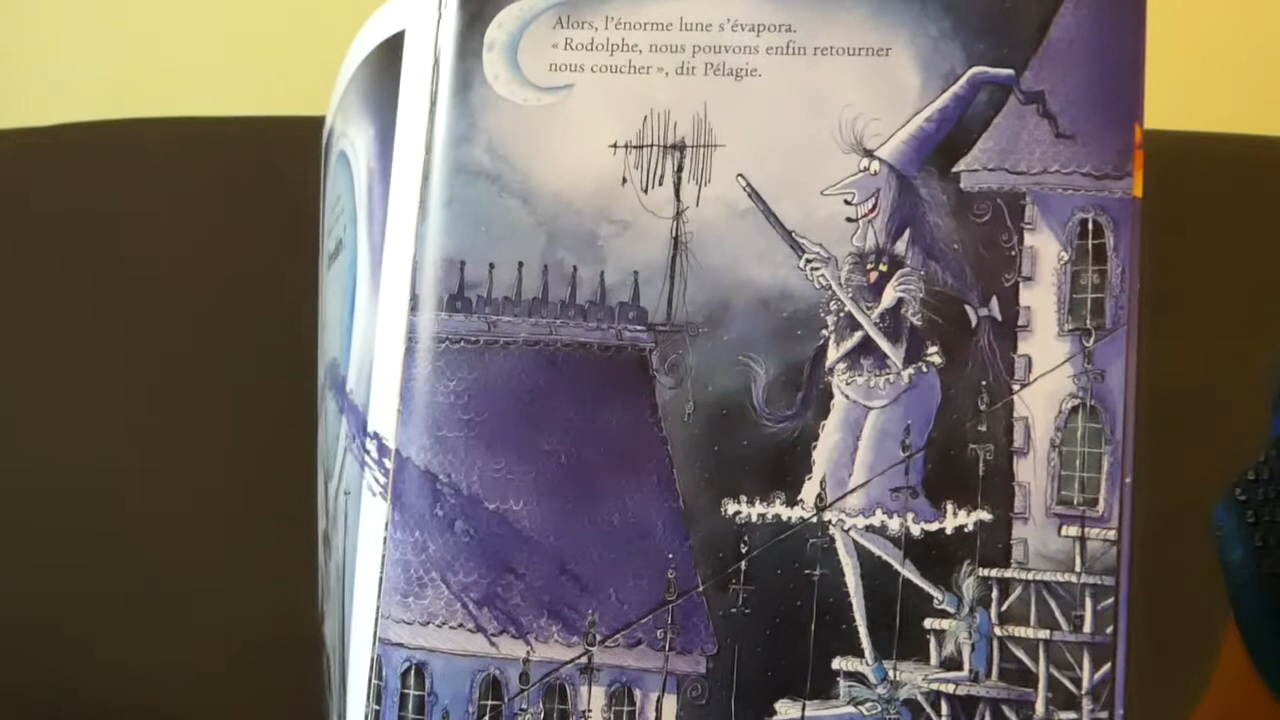 Alors, l'énorme lune s'évapora.
« Rodolphe, nous pouvons enfin retourner
nous coucher », dit Pélagie.